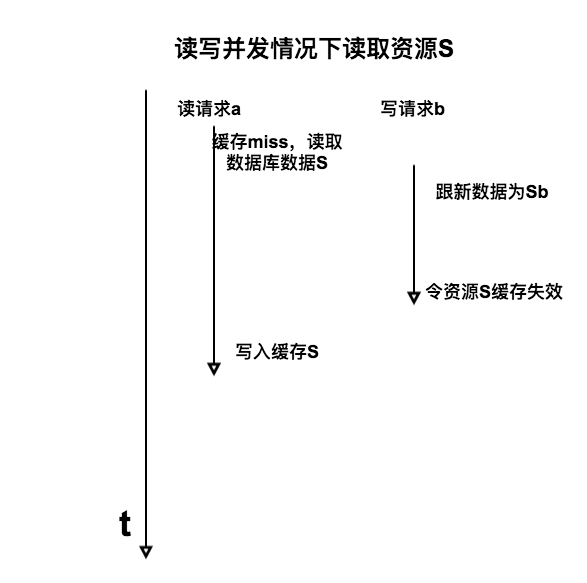 读写并发情况下读取资源S
读请求a
写请求b
缓存miss，读取
数据库数据S
跟新数据为Sb
令资源S缓存失效
写入缓存S
t